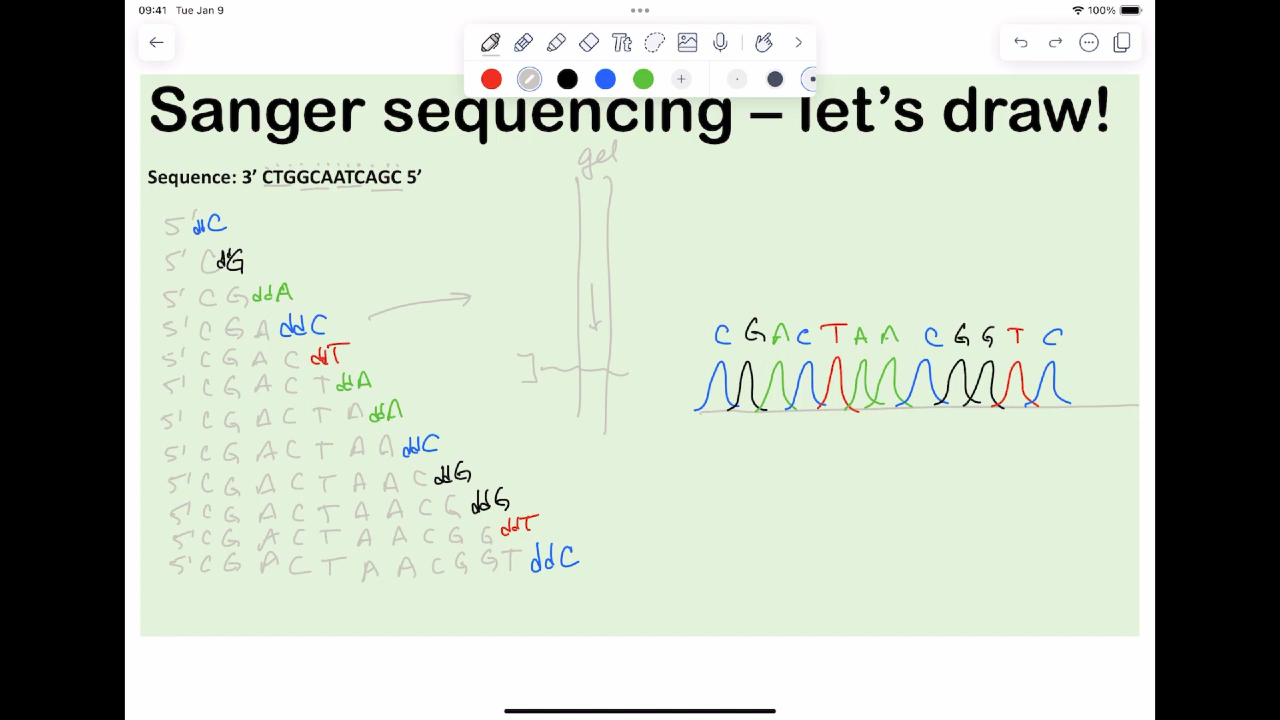 09:41 Tue Jan 9
100%
Tt
Sanger sequencing – let's draw!
gel
Sequence: 3' CTGGCAATCAGC 5'
5' ddC
5' C ddG
5' C G ddA
5' C G A ddC
5' C G A C ddT
5' C G A C T ddA
5' C G A C T A ddA
5' C G A C T A A ddC
5' C G A C T A A C ddG
5' C G A C T A A C G ddG
5' C G A C T A A C G G ddT
5' C G A C T A A C G G T ddC
C G A C T A A C G G T C